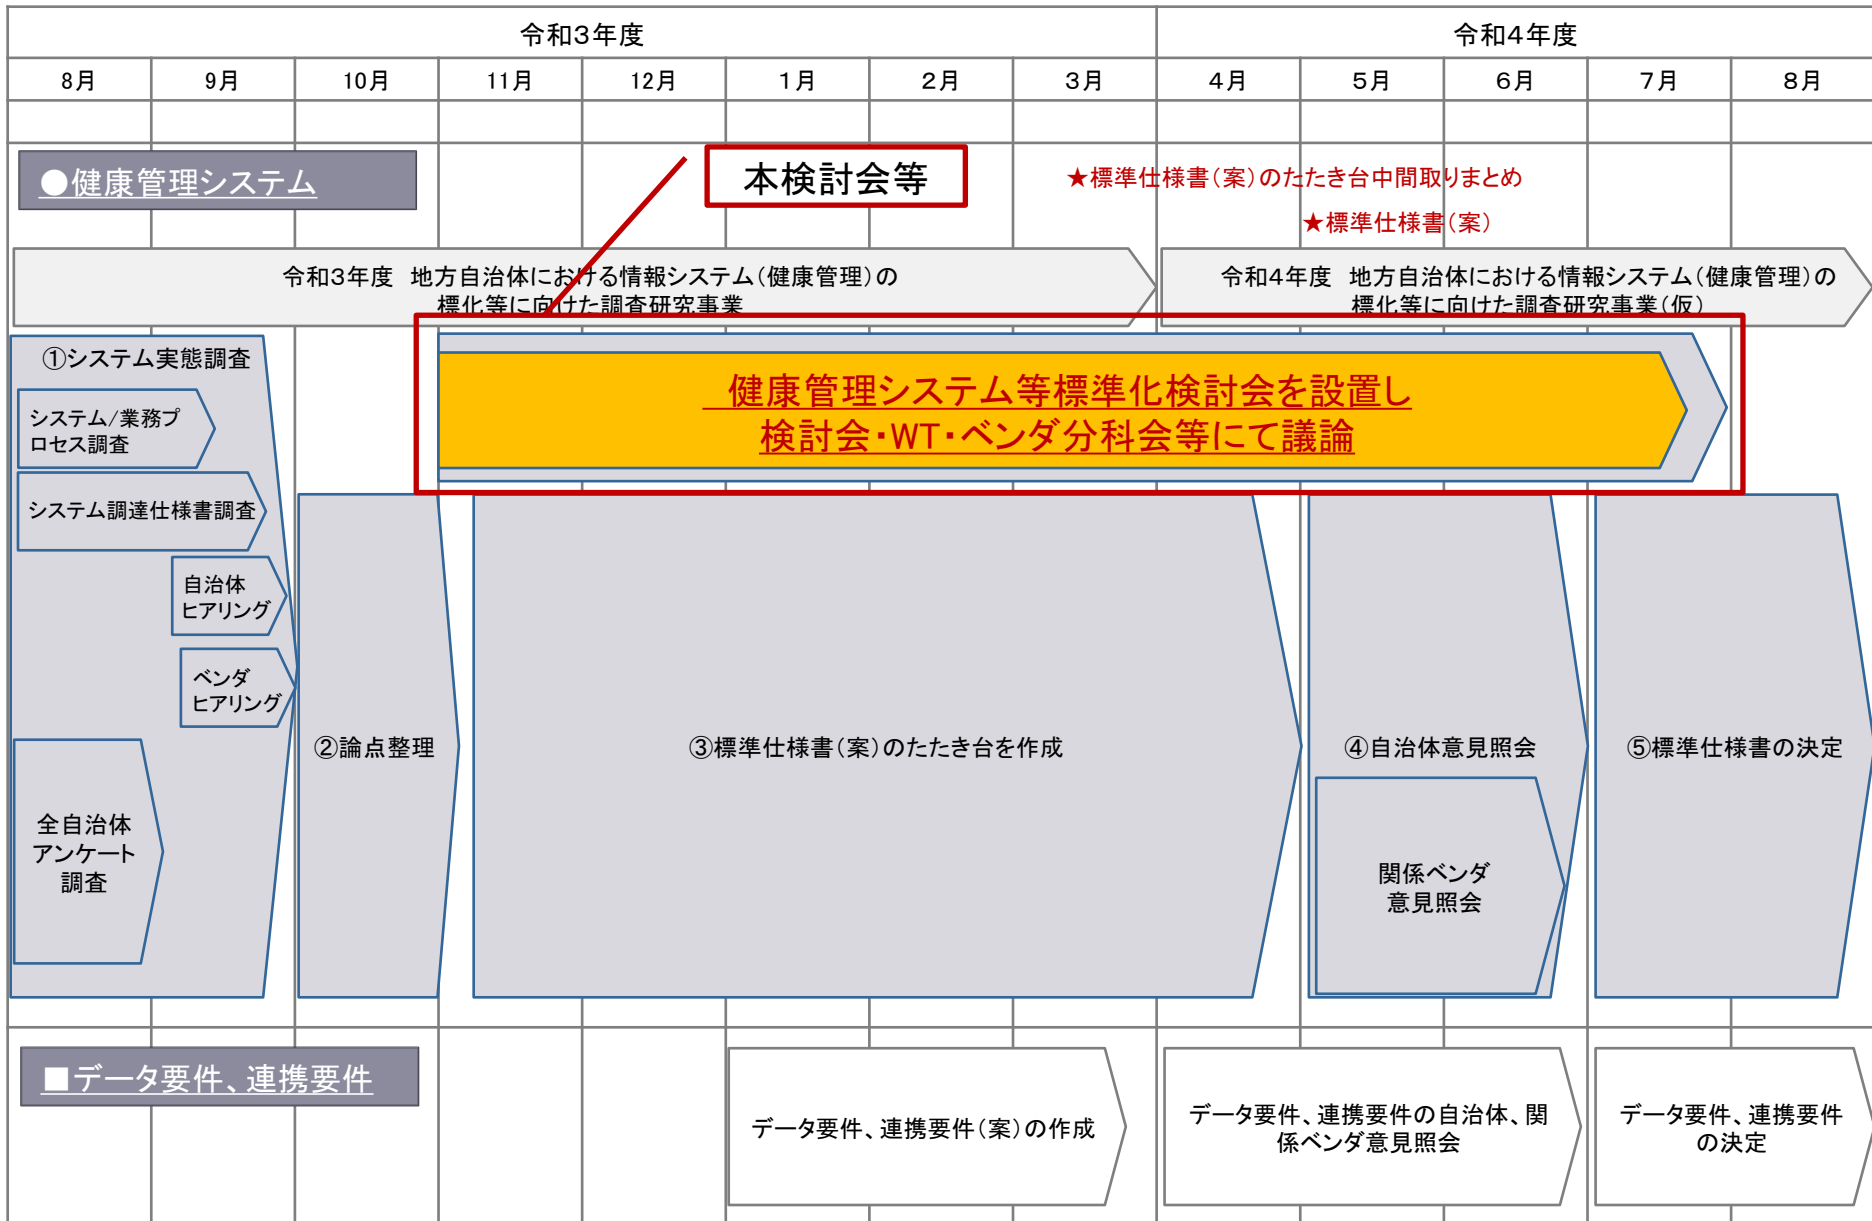 令和3年度
令和4年度
8月 9月 10月 11月 12月 1月 2月 3月 4月 5月 6月 7月 8月
●健康管理システム
本検討会等
★標準仕様書(案)のたたき台中間取りまとめ
★標準仕様書(案)
令和3年度 地方自治体における情報システム(健康管理)の
標化等に向けた調査研究事業
令和4年度 地方自治体における情報システム(健康管理)の
標化等に向けた調査研究事業(仮)
①システム実態調査
システム/業務プ
ロセス調査
システム調達仕様書調査
自治体
ヒアリング
ベンダ
ヒアリング
全自治体
アンケート
調査
健康管理システム等標準化検討会を設置し
検討会・WT・ベンダ分科会等にて議論
②論点整理
③標準仕様書(案)のたたき台を作成
④自治体意見照会
関係ベンダ
意見照会
⑤標準仕様書の決定
■データ要件、連携要件
データ要件、連携要件(案)の作成
データ要件、連携要件の自治体、関
係ベンダ意見照会
データ要件、連携要件
の決定